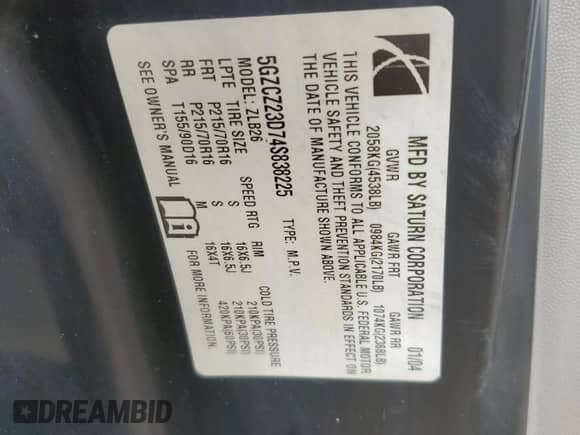 MFD BY SATURN CORPORATION 01/04
GVWR GAWR FRT GAWR RR
2058KG(4538LB) 0984KG(2170LB) 1074KG(2368LB)
THIS VEHICLE CONFORMS TO ALL APPLICABLE U.S. FEDERAL MOTOR
VEHICLE SAFETY AND THEFT PREVENTION STANDARDS IN EFFECT ON
THE DATE OF MANUFACTURE SHOWN ABOVE.
5GZCZ23D74S838225 TYPE: M.P.V.
MODEL: ZLB26
LPTE TIRE SIZE SPEED RTG RIM COLD TIRE PRESSURE
FRT P215/70R16 S 16X6.5J 210KPA(30PSI)
RR P215/70R16 S 16X6.5J 210KPA(30PSI)
SPA T155/90D16 M 16X4T 420KPA(60PSI)
SEE OWNER'S MANUAL FOR MORE INFORMATION.
DREAMBID